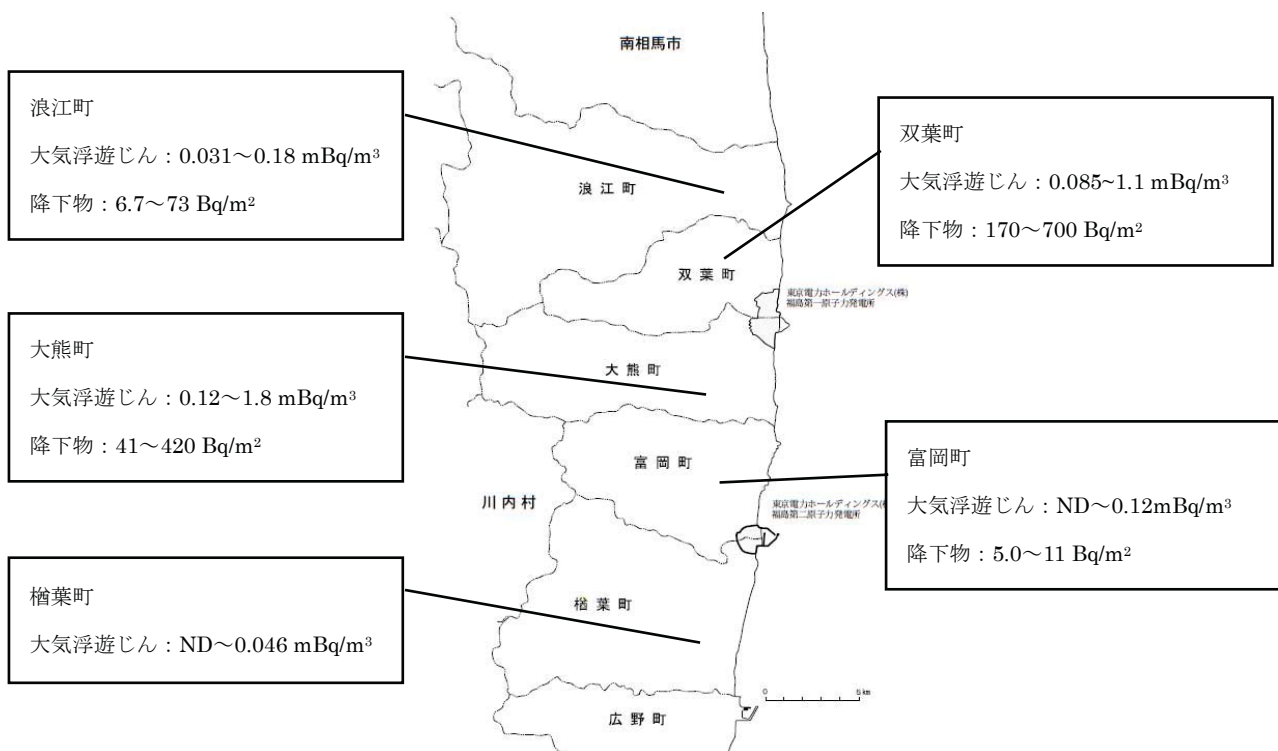 南相馬市
浪江町
大気浮遊じん：0.031～0.18 mBq/m³
降下物：6.7～73 Bq/m²
双葉町
大気浮遊じん：0.085~1.1 mBq/m³
降下物：170～700 Bq/m²
浪江町
双葉町
東京電力ホールディングス(株)
福島第一原子力発電所
大熊町
大気浮遊じん：0.12～1.8 mBq/m³
降下物：41～420 Bq/m²
大熊町
富岡町
大気浮遊じん：ND～0.12mBq/m³
降下物：5.0～11 Bq/m²
富岡町
川内村
東京電力ホールディングス(
福島第二原子力発電所
楢葉町
大気浮遊じん：ND～0.046 mBq/m³
楢葉町
0 5 km
広野町